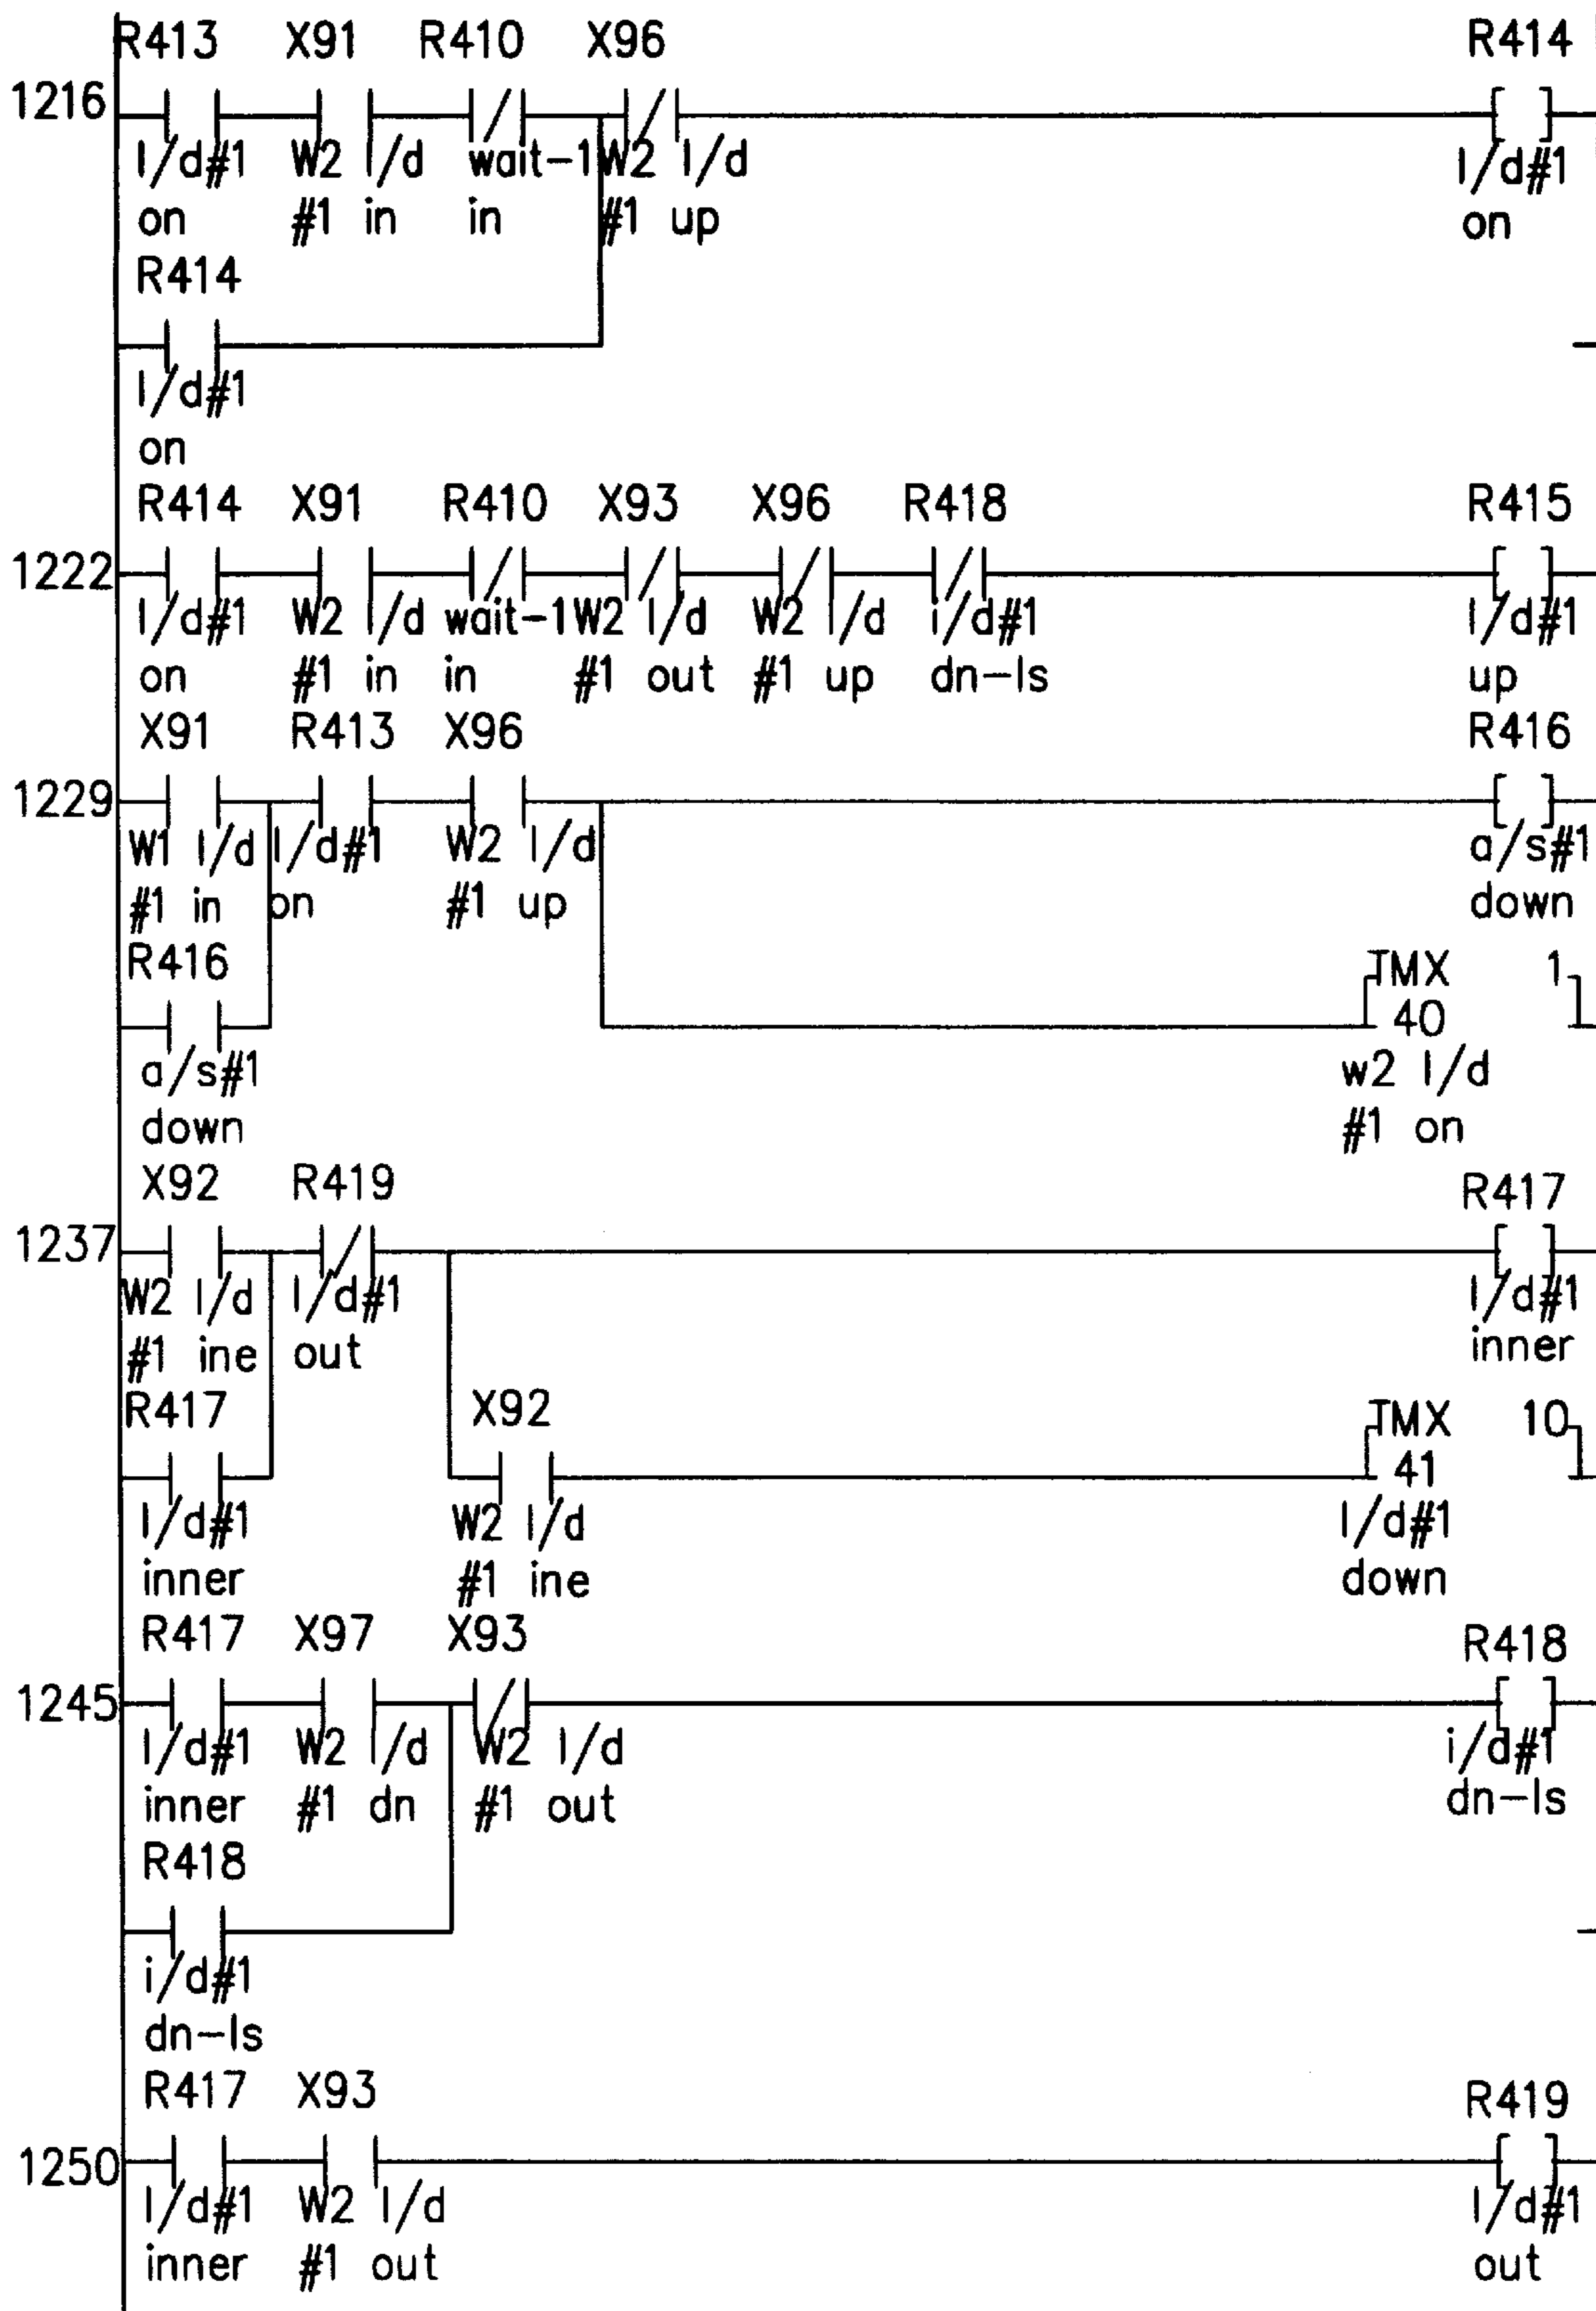 R413 X91 R410 X96 R414
1216
l/d#1 W2 l/d wait-1 W2 l/d l/d#1
on #1 in in #1 up on
R414
l/d#1
on
R414 X91 R410 X93 X96 R418 R415
1222
l/d#1 W2 l/d wait-1 W2 l/d W2 l/d i/d#1 l/d#1
on #1 in in #1 out #1 up dn-ls up
X91 R413 X96 R416
1229
W1 l/d l/d#1 W2 l/d a/s#1
#1 in on #1 up down
R416 TMX 1
40
a/s#1 w2 l/d
down #1 on
X92 R419 R417
1237
W2 l/d l/d#1 l/d#1
#1 ine out inner
R417 X92 TMX 10
41
l/d#1 W2 l/d l/d#1
inner #1 ine down
R417 X97 X93 R418
1245
l/d#1 W2 l/d W2 l/d i/d#1
inner #1 dn #1 out dn-ls
R418
i/d#1
dn-ls
R417 X93 R419
1250
l/d#1 W2 l/d l/d#1
inner #1 out out